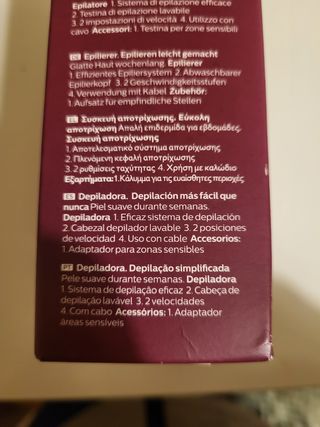 Epilatore 1. Sistema di epilazione efficace
2. Testina di epilazione lavabile
3. 2 impostazioni di velocità 4. Utilizzo con
cavo Accessori: 1. Testina per zone sensibili
DE Epilierer. Epilieren leicht gemacht
Glatte Haut wochenlang. Epilierer
1. Effizientes Epiliersystem 2. Abwaschbarer
Epilierkopf 3. 2 Geschwindigkeitsstufen
4. Verwendung mit Kabel Zubehör:
1. Aufsatz für empfindliche Stellen
EL Συσκευή αποτρίχωσης. Εύκολη
αποτρίχωση Απαλή επιδερμίδα για εβδομάδες.
Συσκευή αποτρίχωσης
1. Αποτελεσματικό σύστημα αποτρίχωσης
2. Πλενόμενη κεφαλή αποτρίχωσης
3. 2 ρυθμίσεις ταχύτητας 4. Χρήση με καλώδιο
Εξαρτήματα: 1. Κάλυμμα για τις ευαίσθητες περιοχές
ES Depiladora. Depilación más fácil que
nunca Piel suave durante semanas.
Depiladora 1. Eficaz sistema de depilación
2. Cabezal depilador lavable 3. 2 posiciones
de velocidad 4. Uso con cable Accesorios:
1. Adaptador para zonas sensibles
PT Depiladora. Depilação simplificada
Pele suave durante semanas. Depiladora
1. Sistema de depilação eficaz 2. Cabeça de
depilação lavável 3. 2 velocidades
4. Com cabo Acessórios: 1. Adaptador
áreas sensíveis